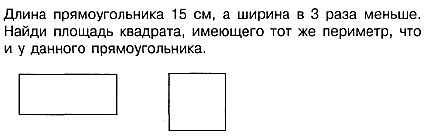 Длина прямоугольника 15 см, а ширина в 3 раза меньше.
Найди площадь квадрата, имеющего тот же периметр, что
и у данного прямоугольника.